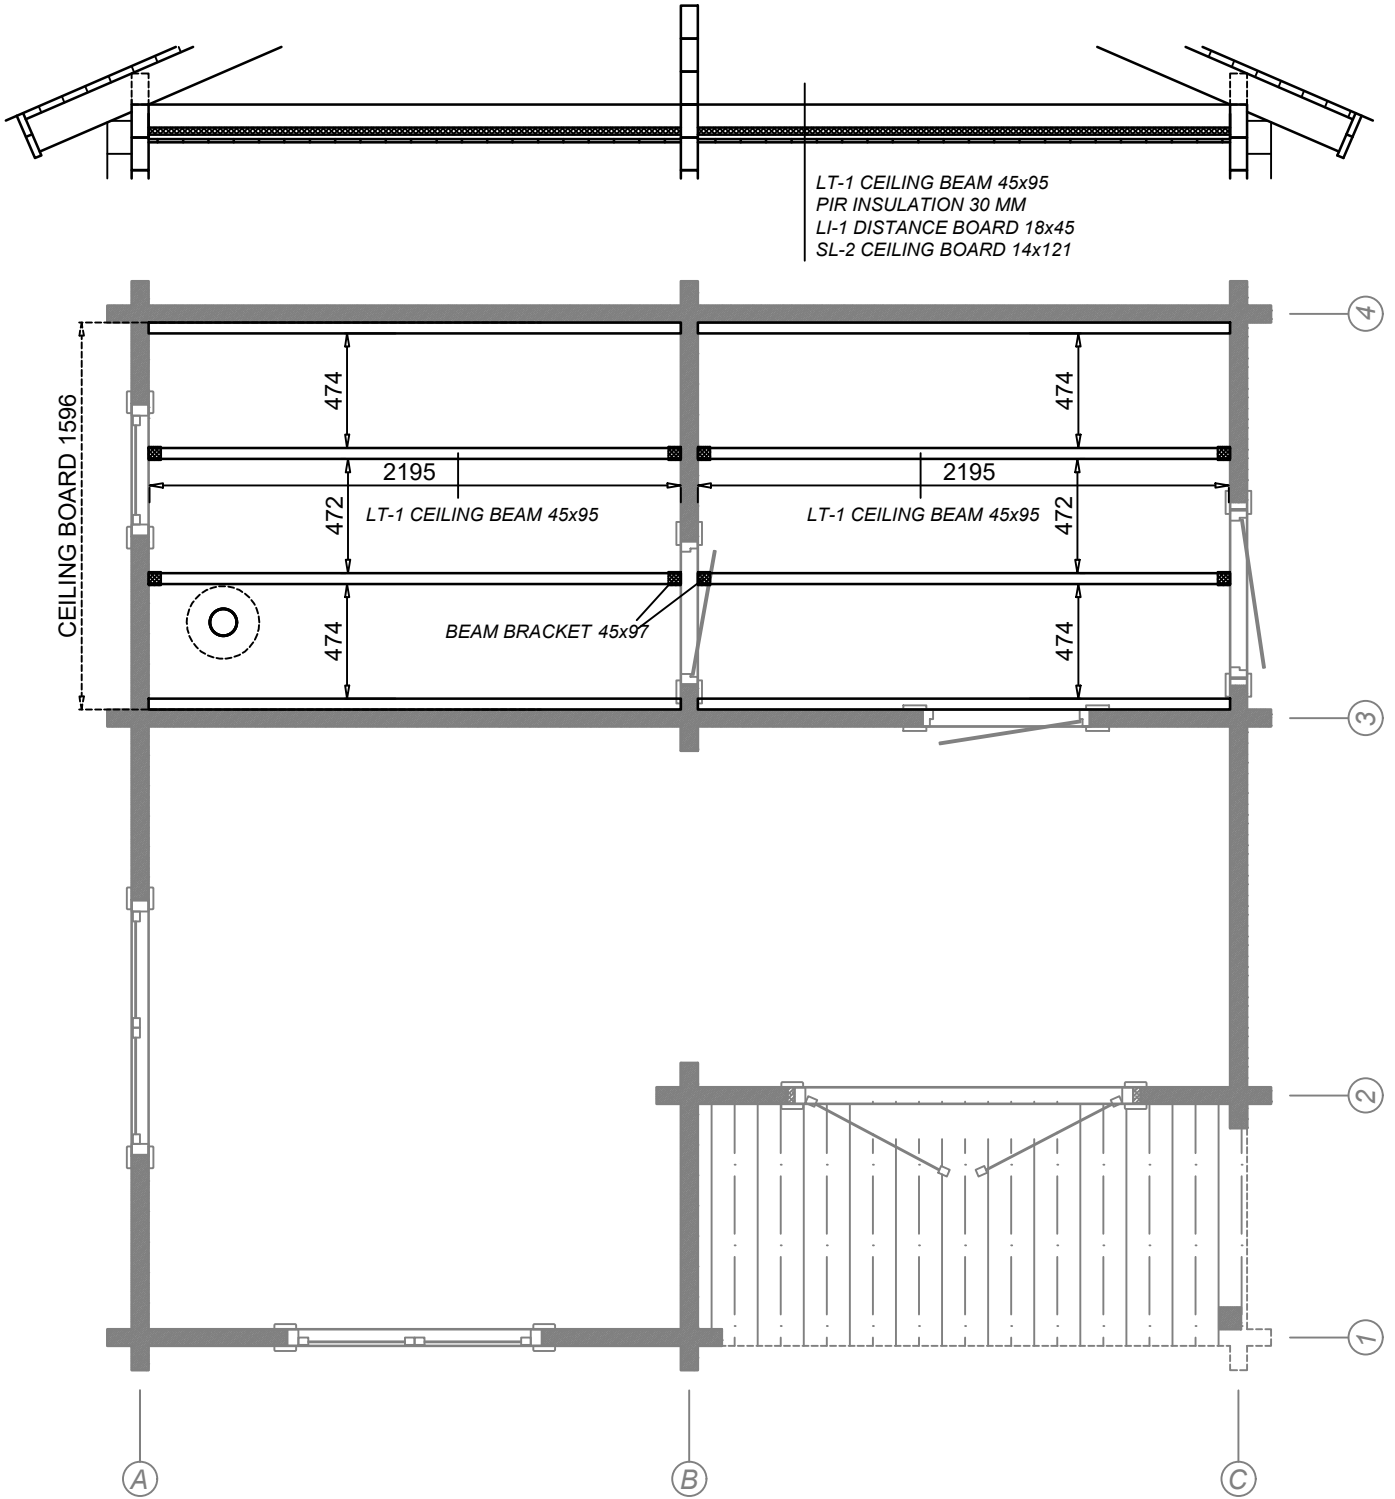 LT-1 CEILING BEAM 45x95
PIR INSULATION 30 MM
LI-1 DISTANCE BOARD 18x45
SL-2 CEILING BOARD 14x121
4
CEILING BOARD 1596
474
474
2195
2195
472
LT-1 CEILING BEAM 45x95
LT-1 CEILING BEAM 45x95
472
BEAM BRACKET 45x97
474
474
3
2
1
A
B
C